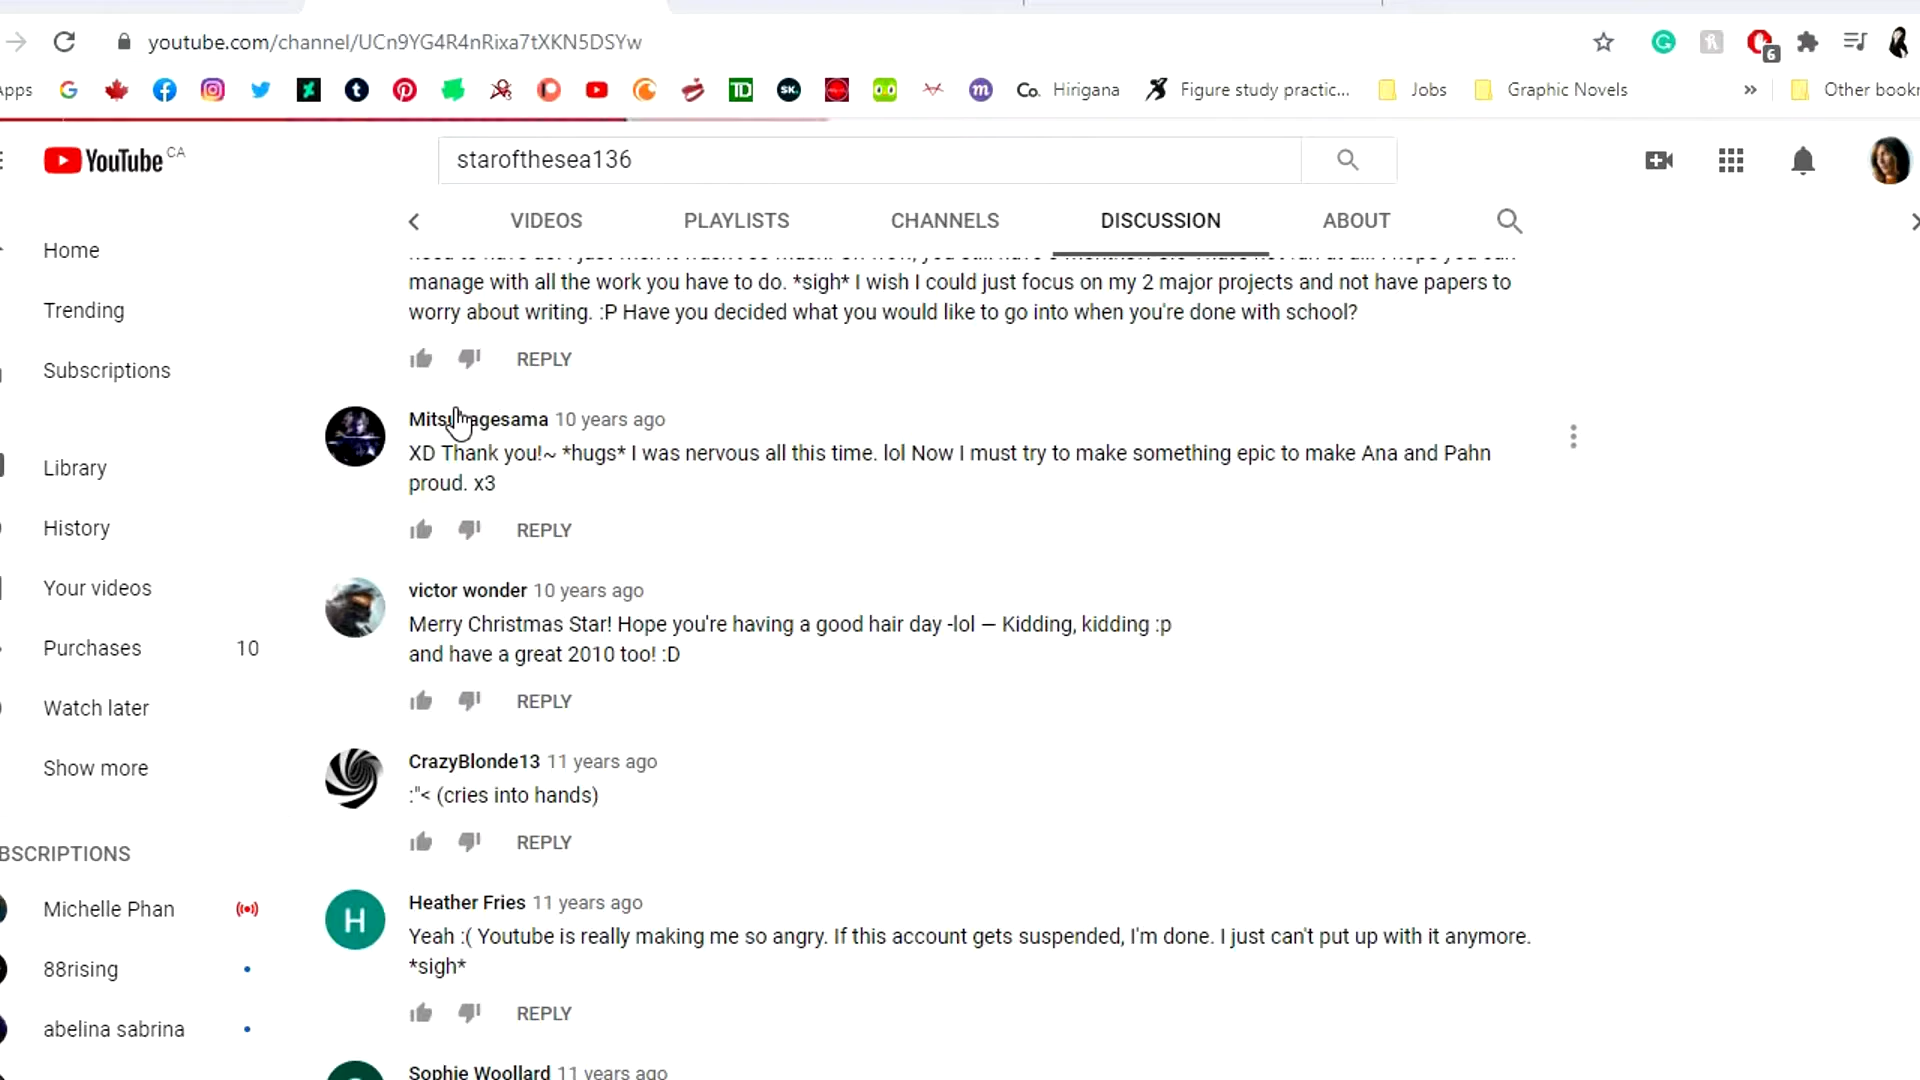 youtube.com/channel/UCn9YG4R4nRixa7tXKN5DSYw
6
Apps
G
TD
SK.
m
Co. Hirigana
Figure study practic...
Jobs
Graphic Novels
»
Other bookr
YouTube CA
starofthesea136
VIDEOS
PLAYLISTS
CHANNELS
DISCUSSION
ABOUT
Home
Trending
Subscriptions
Library
History
Your videos
Purchases 10
Watch later
Show more
BSCRIPTIONS
Michelle Phan
88rising
abelina sabrina
manage with all the work you have to do. *sigh* I wish I could just focus on my 2 major projects and not have papers to
worry about writing. :P Have you decided what you would like to go into when you're done with school?
REPLY
10 years ago
XD Thank you!~ *hugs* I was nervous all this time. lol Now I must try to make something epic to make Ana and Pahn
proud. x3
REPLY
victor wonder 10 years ago
Merry Christmas Star! Hope you're having a good hair day -lol — Kidding, kidding :p
and have a great 2010 too! :D
REPLY
CrazyBlonde13 11 years ago
:"< (cries into hands)
REPLY
H
Heather Fries 11 years ago
Yeah :( Youtube is really making me so angry. If this account gets suspended, I'm done. I just can't put up with it anymore.
*sigh*
REPLY
Sophie Woollard 11 years ago